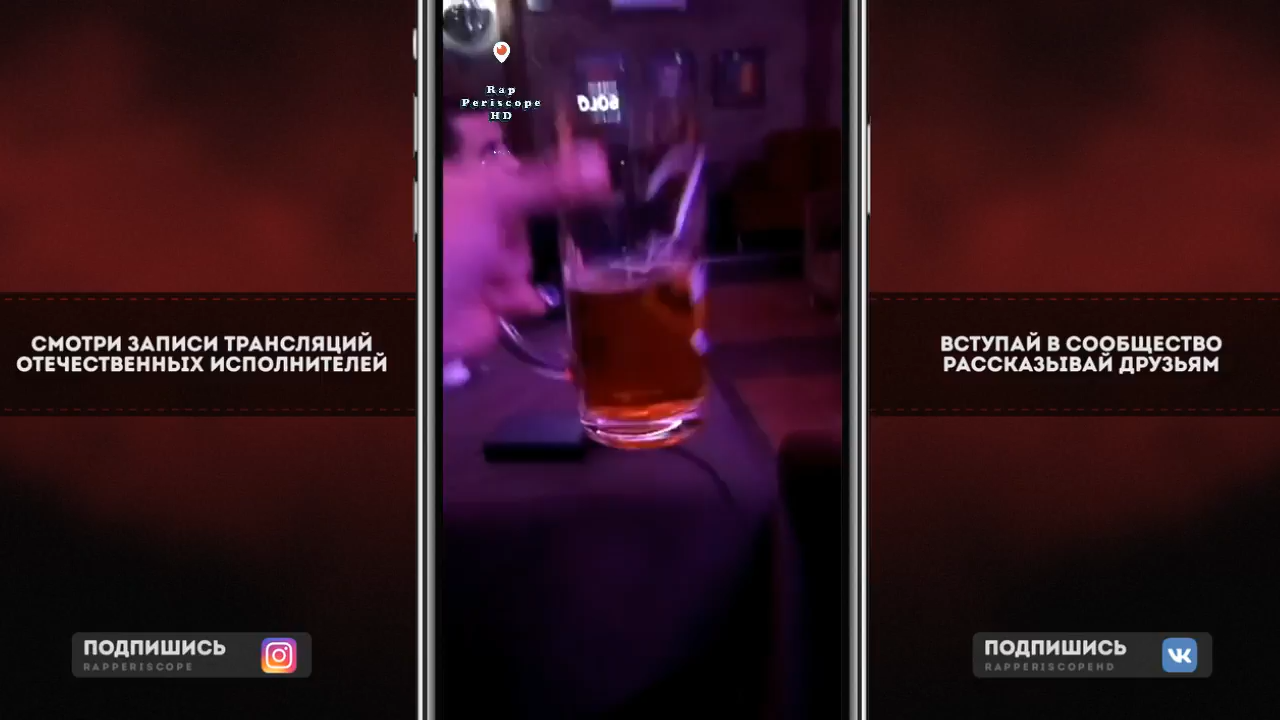 Rap
Periscope
HD
СМОТРИ ЗАПИСИ ТРАНСЛЯЦИЙ
ОТЕЧЕСТВЕННЫХ ИСПОЛНИТЕЛЕЙ
ВСТУПАЙ В СООБЩЕСТВО
РАССКАЗЫВАЙ ДРУЗЬЯМ
ПОДПИШИСЬ
RAPPERISCOPE
ПОДПИШИСЬ
RAPPERISCOPEHD